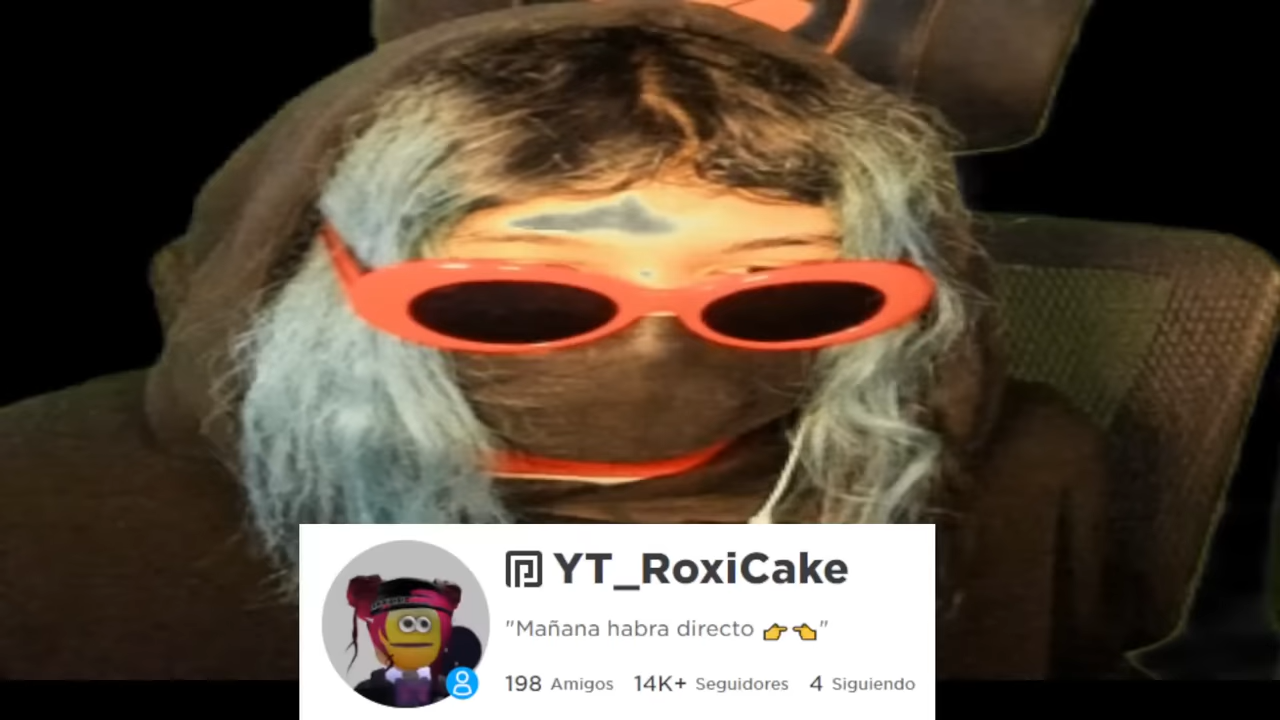 YT_RoxiCake
"Mañana habra directo 👉👈"
198 Amigos 14K+ Seguidores 4 Siguiendo